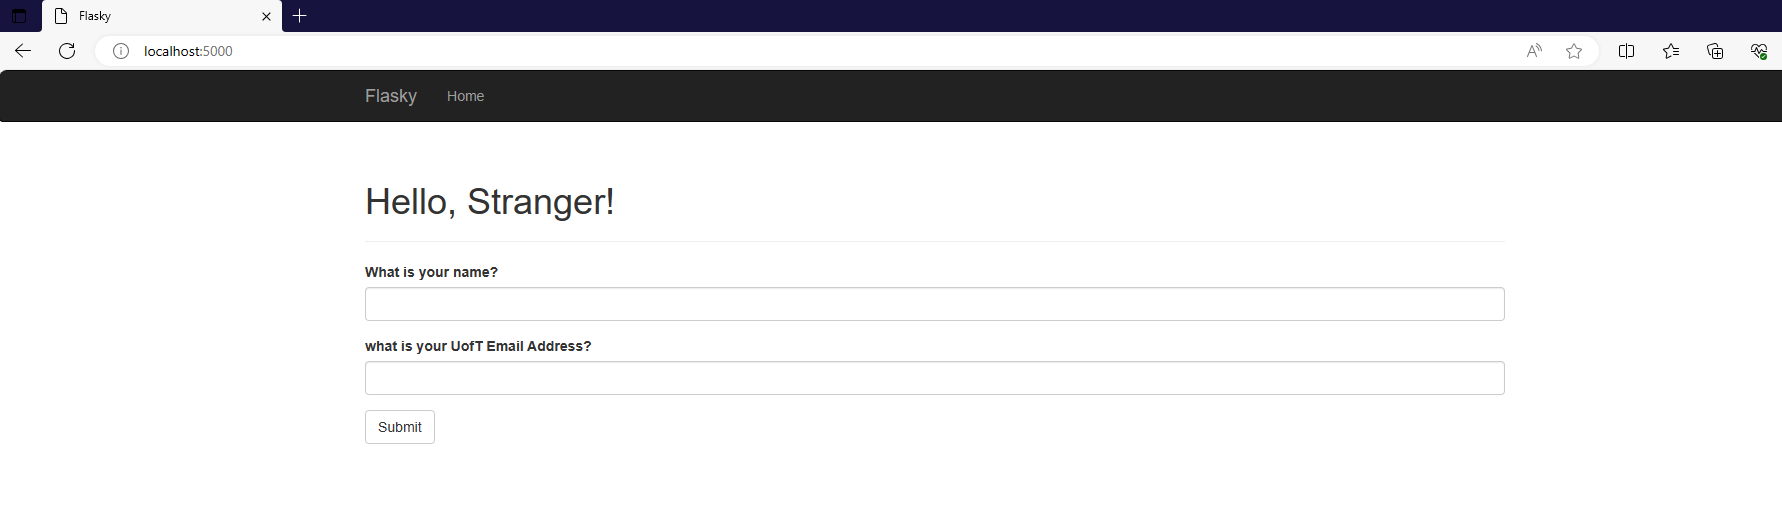 Flasky
localhost:5000
Flasky Home
Hello, Stranger!
What is your name?
what is your UofT Email Address?
Submit